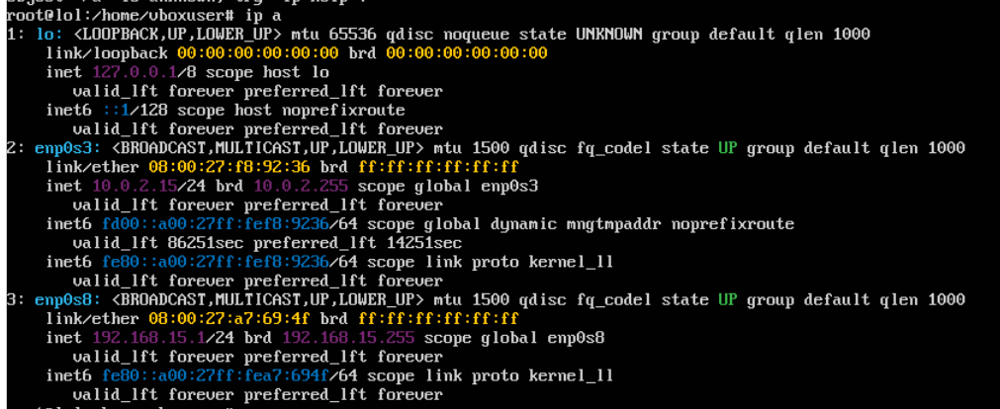 root@lol:/home/vboxuser# ip a
1: lo: <LOOPBACK,UP,LOWER_UP> mtu 65536 qdisc noqueue state UNKNOWN group default qlen 1000
link/loopback 00:00:00:00:00:00 brd 00:00:00:00:00:00
inet 127.0.0.1/8 scope host lo
valid_lft forever preferred_lft forever
inet6 ::1/128 scope host noprefixroute
valid_lft forever preferred_lft forever
2: enp0s3: <BROADCAST,MULTICAST,UP,LOWER_UP> mtu 1500 qdisc fq_codel state UP group default qlen 1000
link/ether 08:00:27:f8:92:36 brd ff:ff:ff:ff:ff:ff
inet 10.0.2.15/24 brd 10.0.2.255 scope global enp0s3
valid_lft forever preferred_lft forever
inet6 fd00::a00:27ff:fef8:9236/64 scope global dynamic mngtmpaddr noprefixroute
valid_lft 86251sec preferred_lft 14251sec
inet6 fe80::a00:27ff:fef8:9236/64 scope link proto kernel_ll
valid_lft forever preferred_lft forever
3: enp0s8: <BROADCAST,MULTICAST,UP,LOWER_UP> mtu 1500 qdisc fq_codel state UP group default qlen 1000
link/ether 08:00:27:a7:69:4f brd ff:ff:ff:ff:ff:ff
inet 192.168.15.1/24 brd 192.168.15.255 scope global enp0s8
valid_lft forever preferred_lft forever
inet6 fe80::a00:27ff:fea7:694f/64 scope link proto kernel_ll
valid_lft forever preferred_lft forever